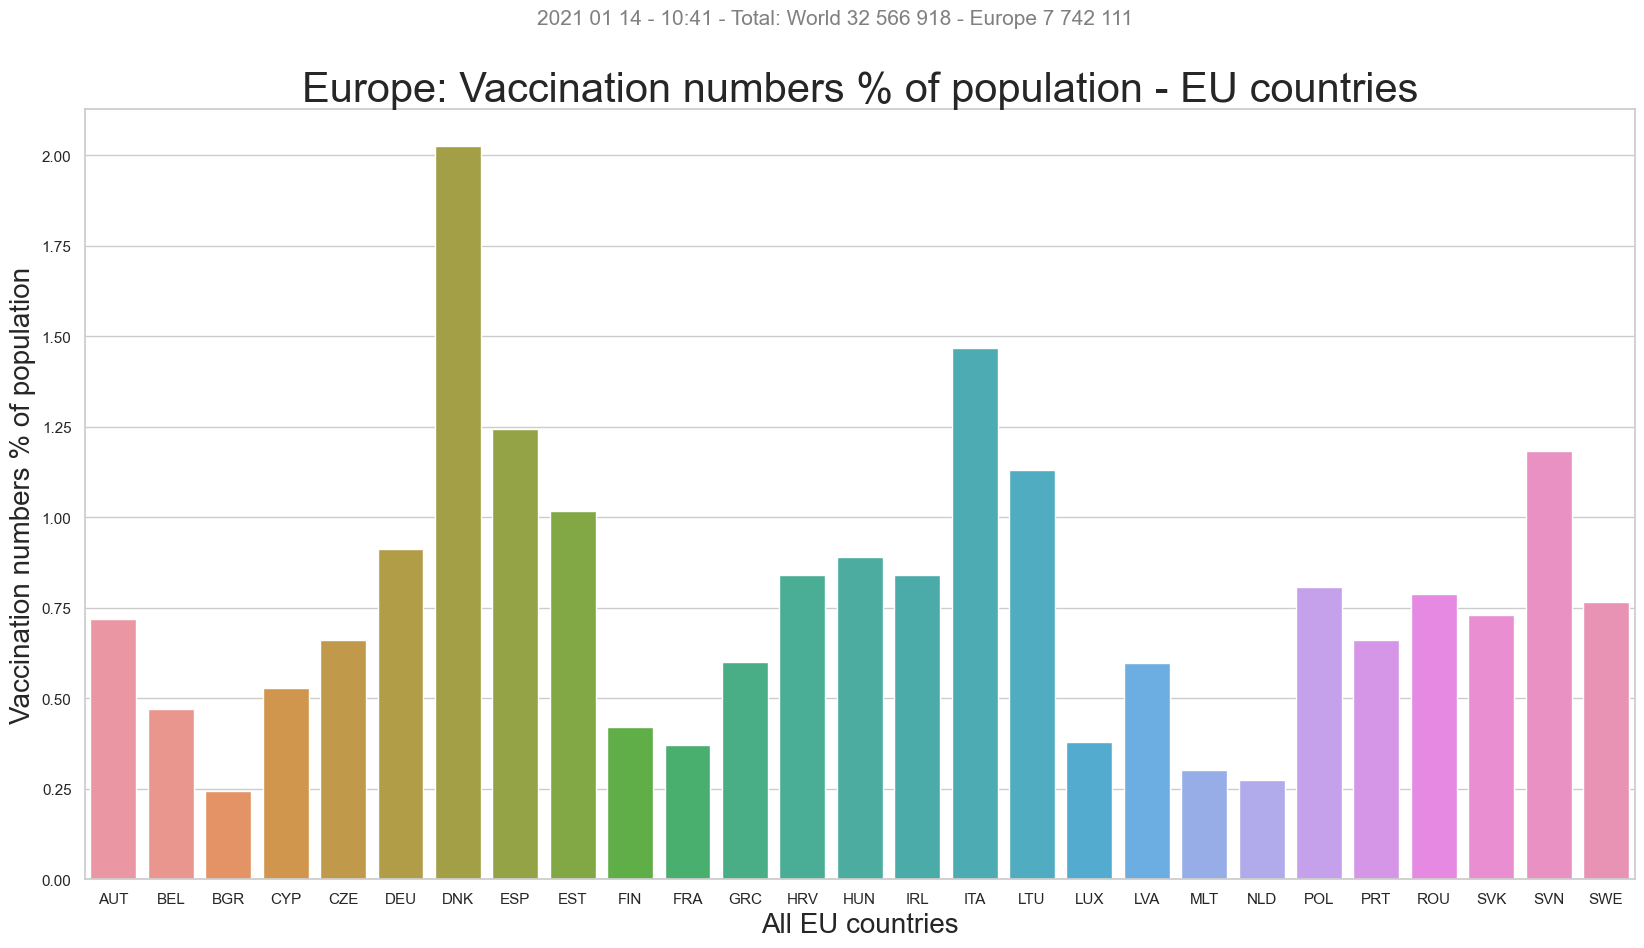 2021 01 14 - 10:41 - Total: World 32 566 918 - Europe 7 742 111
Europe: Vaccination numbers % of population - EU countries
Vaccination numbers % of population
2.00
1.75
1.50
1.25
1.00
0.75
0.50
0.25
0.00
AUT BEL BGR CYP CZE DEU DNK ESP EST FIN FRA GRC HRV HUN IRL ITA LTU LUX LVA MLT NLD POL PRT ROU SVK SVN SWE
All EU countries